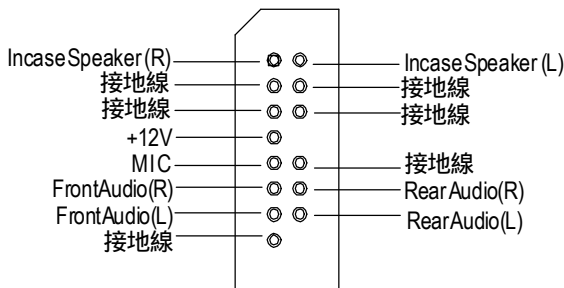 IncaseSpeaker(R)
IncaseSpeaker (L)
接地線
接地線
接地線
接地線
+12V
MIC
接地線
FrontAudio(R)
RearAudio(R)
FrontAudio(L)
RearAudio(L)
接地線